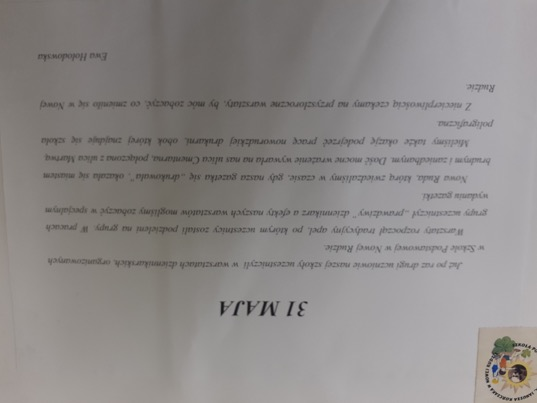 31 MAJA
Już po raz drugi uczniowie naszej szkoły uczestniczyli w warsztatach dziennikarskich, organizowanych
w Szkole Podstawowej w Nowej Rudzie.
Warsztaty rozpoczął tradycyjny apel, po którym uczestnicy zostali podzieleni na grupy. W pracach
grupy uczestniczył „prawdziwy” dziennikarz a efekty naszych warsztatów mogliśmy zobaczyć w specjalnym
wydaniu gazetki.
Nowa Ruda, którą zwiedzaliśmy w czasie, gdy nasza gazetka się „drukowała”, okazała się miastem
brudnym i zaniedbanym. Dość mocne wrażenie wywarła na nas ulica Cmentarna, połączona z ulicą Martwą.
Mieliśmy także okazję podejrzeć pracę noworudzkiej drukarni, obok której znajduje się szkoła
poligraficzna.
Z niecierpliwością czekamy na przyszłoroczne warsztaty, by móc zobaczyć, co zmieniło się w Nowej
Rudzie.
Ewa Hołodowska